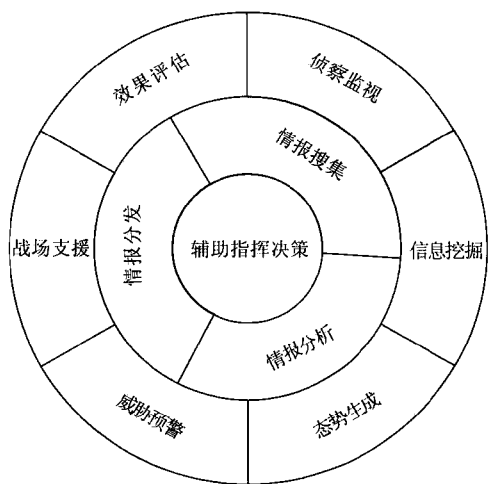 效果评估
侦察监视
情报搜集
战场支援
情报分发
辅助指挥决策
信息挖掘
情报分析
威胁预警
态势生成